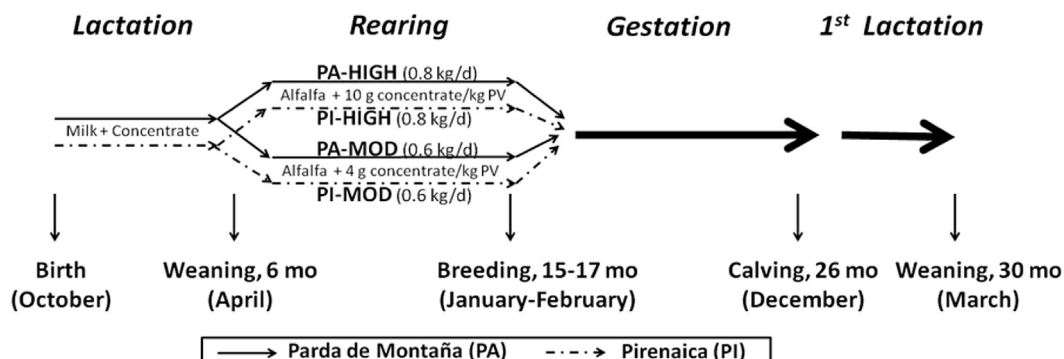 Lactation Rearing Gestation 1st Lactation
PA-HIGH (0.8 kg/d)
Alfalfa + 10 g concentrate/kg PV
PI-HIGH (0.8 kg/d)
Milk + Concentrate
PA-MOD (0.6 kg/d)
Alfalfa + 4 g concentrate/kg PV
PI-MOD (0.6 kg/d)
Birth Weaning, 6 mo Breeding, 15-17 mo Calving, 26 mo Weaning, 30 mo
(October) (April) (January-February) (December) (March)
Parda de Montaña (PA) Pirenaica (PI)